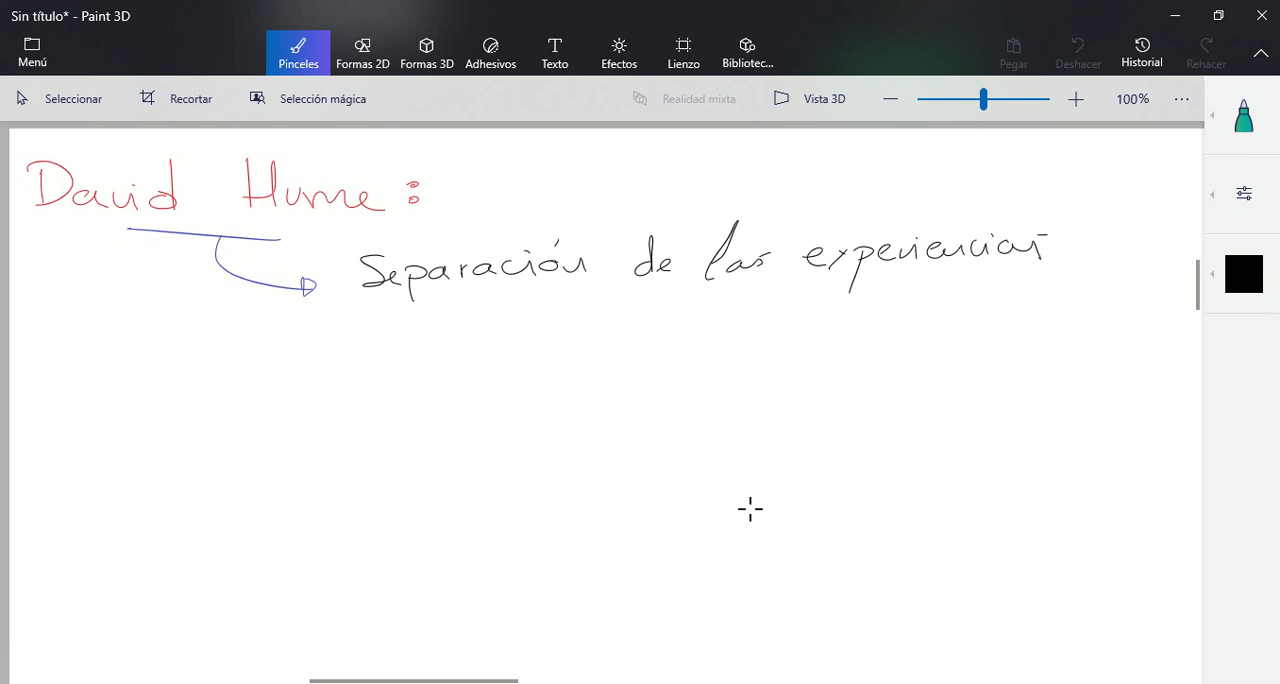 Sin título* - Paint 3D
Menú
Pinceles
Formas 2D
Formas 3D
Adhesivos
Texto
Efectos
Lienzo
Bibliotec...
Pegar
Deshacer
Historial
Rehacer
Seleccionar
Recortar
Selección mágica
Realidad mixta
Vista 3D
100%
David Hume:
Separación de las experiencias